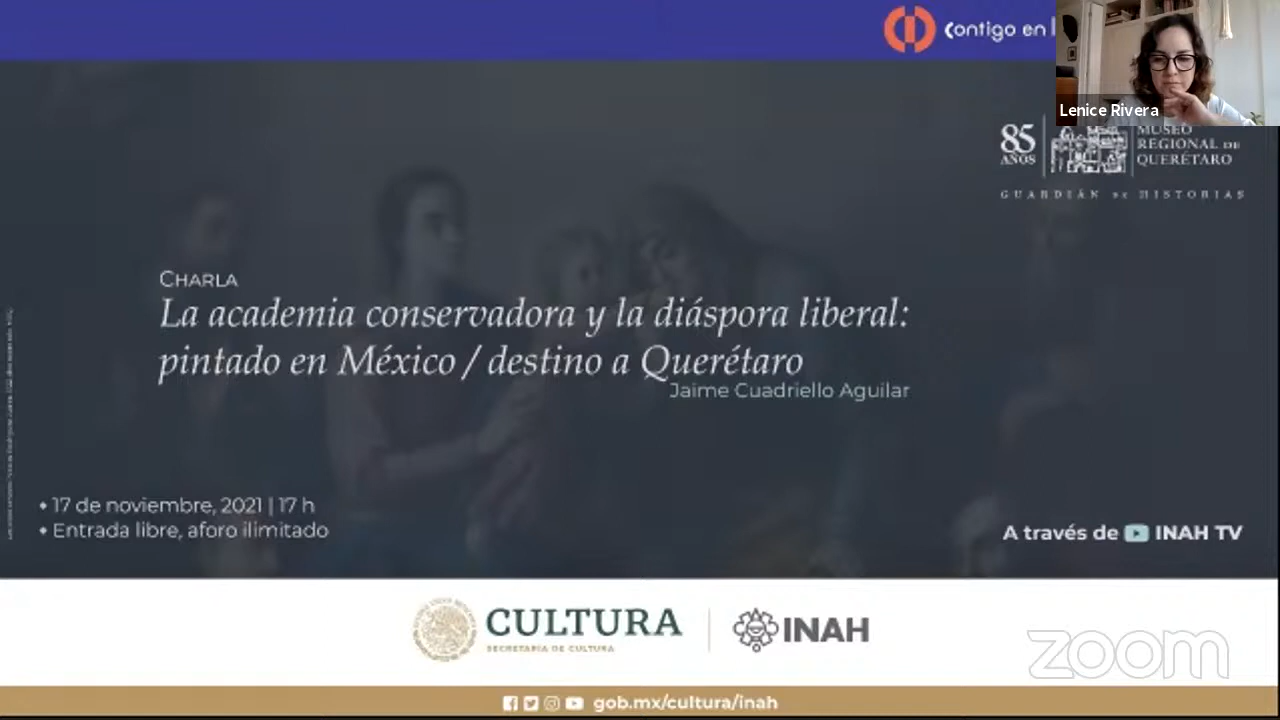 Contigo en l
Lenice Rivera
85
AÑOS
MUSEO
REGIONAL DE
QUERÉTARO
GUARDIÁN DE HISTORIAS
CHARLA
La academia conservadora y la diáspora liberal:
pintado en México / destino a Querétaro
Jaime Cuadriello Aguilar
• 17 de noviembre, 2021 | 17 h
• Entrada libre, aforo ilimitado
A través de INAH TV
CULTURA
SECRETARÍA DE CULTURA
INAH
zoom
gob.mx/cultura/inah